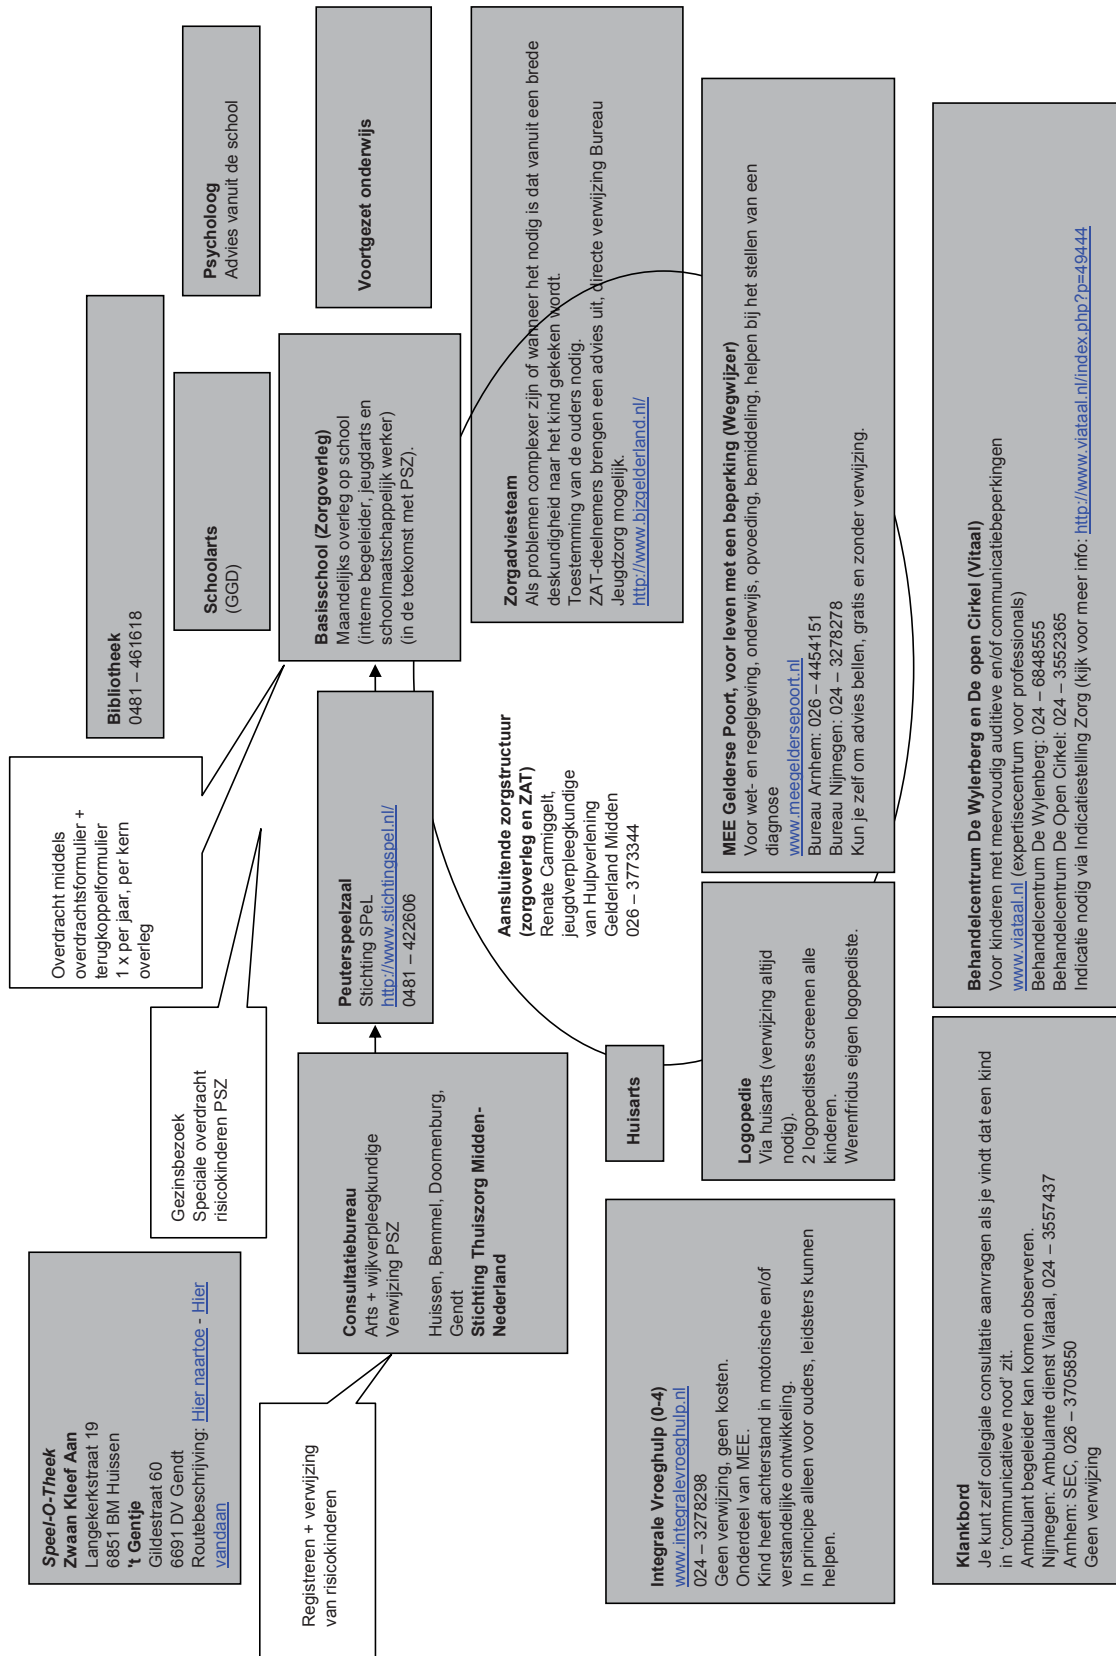 Speel-O-Theek
Zwaan Kleef Aan
Langekerkstraat 19
6851 BM Huissen
't Gentje
Gildestraat 60
6691 DV Gendt
Routebeschrijving: Hier naartoe - Hier
vandaan
Gezinsbezoek
Speciale overdracht
risicokinderen PSZ
Overdracht middels
overdrachtsformulier +
terugkoppelformulier
1 x per jaar, per kern
overleg
Bibliotheek
0481 – 461618
Schoolarts
(GGD)
Psycholoog
Advies vanuit de school
Registreren + verwijzing
van risicokinderen
Consultatiebureau
Arts + wijkverpleegkundige
Verwijzing PSZ
Huissen, Bemmel, Doornenburg,
Gendt
Stichting Thuiszorg Midden-
Nederland
Peuterspeelzaal
Stichting SPeL
http://www.stichtingspel.nl/
0481 – 422606
Basisschool (Zorgoverleg)
Maandelijks overleg op school
(interne begeleider, jeugdarts en
schoolmaatschappelijk werker)
(in de toekomst met PSZ).
Voortgezet onderwijs
Aansluitende zorgstructuur
(zorgoverleg en ZAT)
Renate Carmiggelt,
jeugdverpleegkundige
van Hulpverlening
Gelderland Midden
026 – 3773344
Zorgadviesteam
Als problemen complexer zijn of wanneer het nodig is dat vanuit een brede
deskundigheid naar het kind gekeken wordt.
Toestemming van de ouders nodig.
ZAT-deelnemers brengen een advies uit, directe verwijzing Bureau
Jeugdzorg mogelijk.
http://www.bjzgelderland.nl/
Huisarts
Integrale Vroeghulp (0-4)
www.integralevroeghulp.nl
024 – 3278298
Geen verwijzing, geen kosten.
Onderdeel van MEE.
Kind heeft achterstand in motorische en/of
verstandelijke ontwikkeling.
In principe alleen voor ouders, leidsters kunnen
helpen.
Logopedie
Via huisarts (verwijzing altijd
nodig).
2 logopedistes screenen alle
kinderen.
Werenfridus eigen logopediste.
MEE Gelderse Poort, voor leven met een beperking (Wegwijzer)
Voor wet- en regelgeving, onderwijs, opvoeding, bemiddeling, helpen bij het stellen van een
diagnose
www.meegeldersepoort.nl
Bureau Arnhem: 026 – 4454151
Bureau Nijmegen: 024 – 3278278
Kun je zelf om advies bellen, gratis en zonder verwijzing.
Klankbord
Je kunt zelf collegiale consultatie aanvragen als je vindt dat een kind
in 'communicatieve nood' zit.
Ambulant begeleider kan komen observeren.
Nijmegen: Ambulante dienst Viataal, 024 – 3557437
Arnhem: SEC, 026 – 3705850
Geen verwijzing
Behandelcentrum De Wylerberg en De open Cirkel (Vitaal)
Voor kinderen met meervoudig auditieve en/of communicatiebeperkingen
www.viataal.nl (expertisecentrum voor professionals)
Behandelcentrum De Wylenberg: 024 – 6848555
Behandelcentrum De Open Cirkel: 024 – 3552365
Indicatie nodig via Indicatiestelling Zorg (kijk voor meer info: http://www.viataal.nl/index.php?p=49444